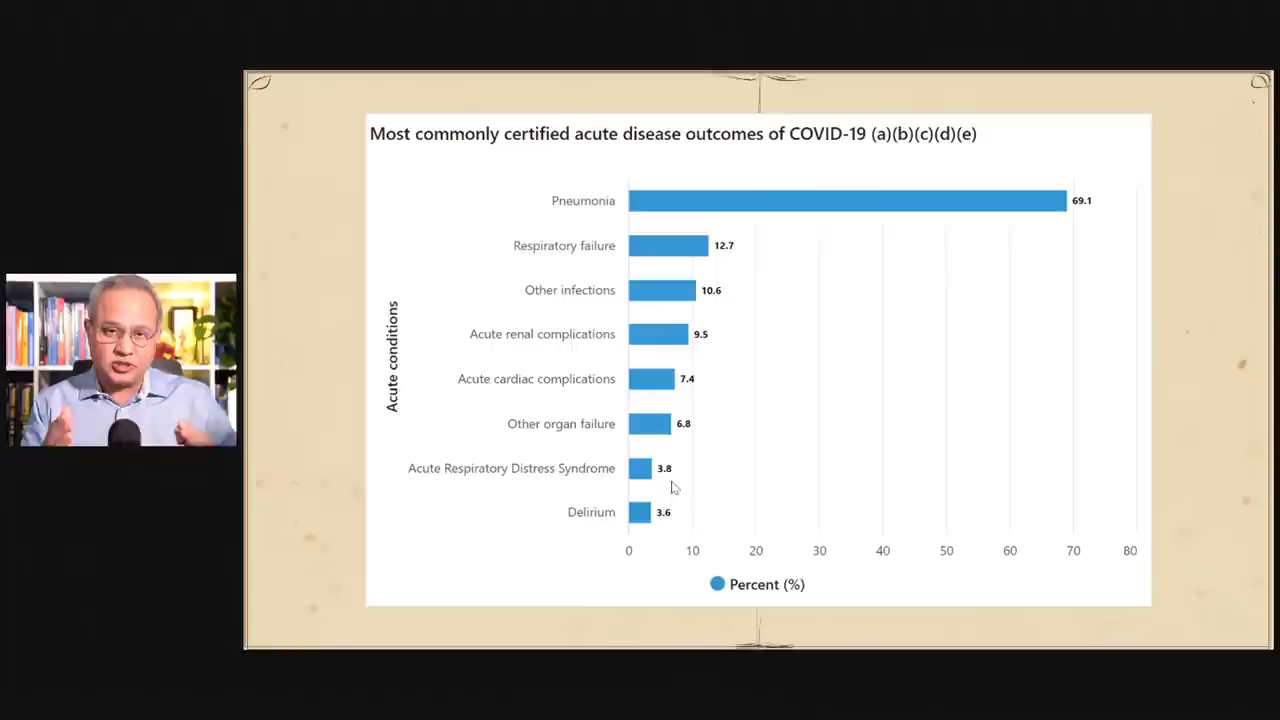 Most commonly certified acute disease outcomes of COVID-19 (a)(b)(c)(d)(e)
Acute conditions
Pneumonia 69.1
Respiratory failure 12.7
Other infections 10.6
Acute renal complications 9.5
Acute cardiac complications 7.4
Other organ failure 6.8
Acute Respiratory Distress Syndrome 3.8
Delirium 3.6
0 10 20 30 40 50 60 70 80
Percent (%)